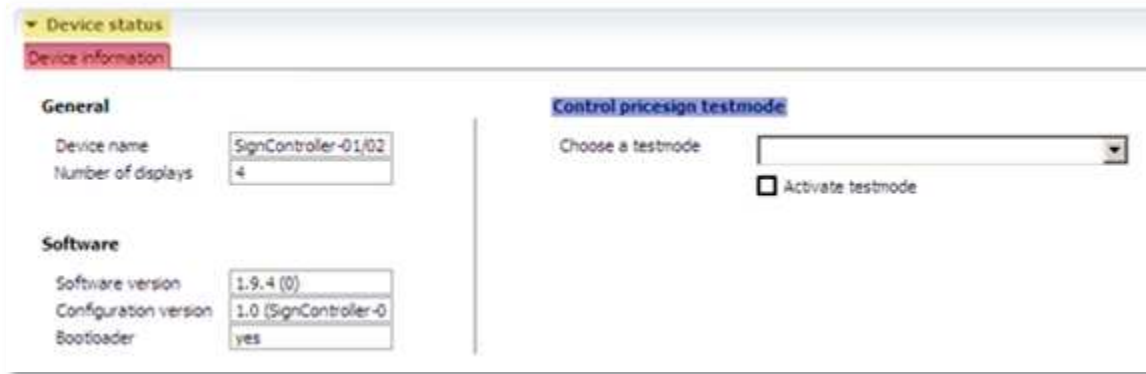 Device status
Device information
General
Device name SignController-01/02
Number of displays 4
Software
Software version 1.9.4 (0)
Configuration version 1.0 (SignController-0
Bootloader yes
Control pricesign testmode
Choose a testmode
Activate testmode